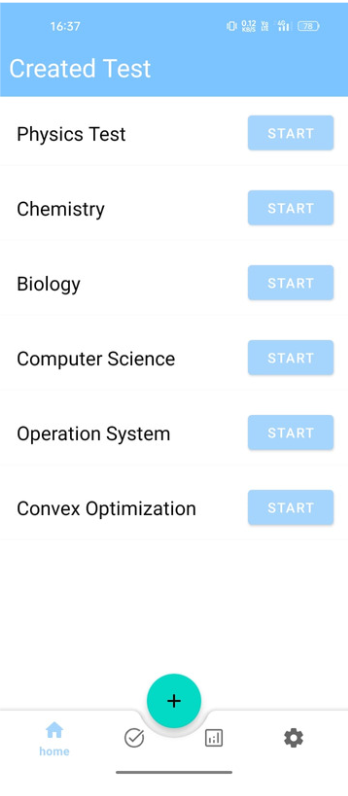 16:37 0.12 KB/S 4G 28
Created Test
Physics Test START
Chemistry START
Biology START
Computer Science START
Operation System START
Convex Optimization START
+
home